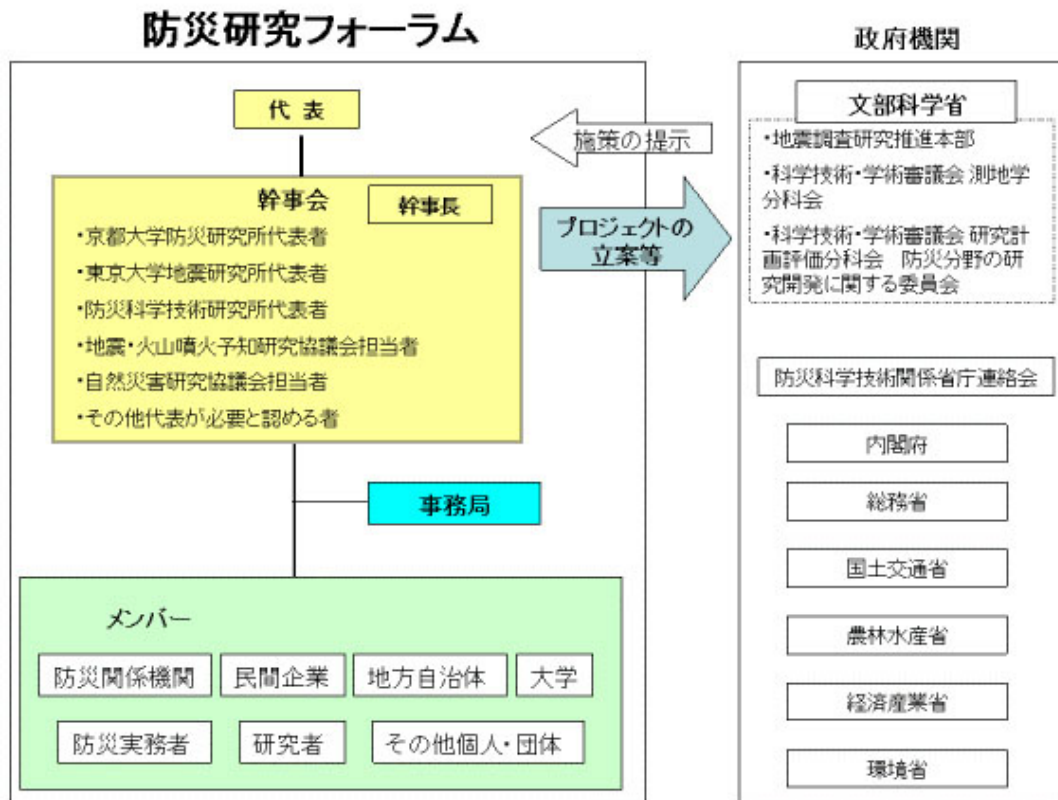 防災研究フォーラム
代表
幹事会
幹事長
・京都大学防災研究所代表者
・東京大学地震研究所代表者
・防災科学技術研究所代表者
・地震・火山噴火予知研究協議会担当者
・自然災害研究協議会担当者
・その他代表が必要と認める者
事務局
メンバー
防災関係機関
民間企業
地方自治体
大学
防災実務者
研究者
その他個人・団体
施策の提示
プロジェクトの
立案等
政府機関
文部科学省
・地震調査研究推進本部
・科学技術・学術審議会 測地学
分科会
・科学技術・学術審議会 研究計
画評価分科会 防災分野の研
究開発に関する委員会
防災科学技術関係省庁連絡会
内閣府
総務省
国土交通省
農林水産省
経済産業省
環境省